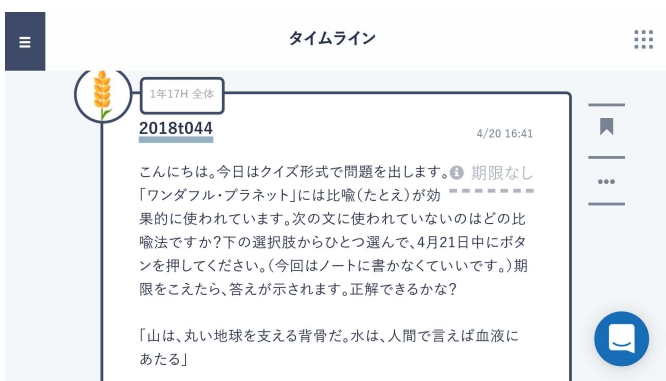 タイムライン
1年17H 全体
2018t044
4/20 16:41
こんにちは。今日はクイズ形式で問題を出します。
期限なし
「ワンダフル・プラネット」には比喩(たとえ)が効
果的に使われています。次の文に使われていないのはどの比
喩法ですか?下の選択肢からひとつ選んで、4月21日中にボタ
ンを押してください。(今回はノートに書かなくていいです。)期
限をこえたら、答えが示されます。正解できるかな?
「山は、丸い地球を支える背骨だ。水は、人間で言えば血液に
あたる」